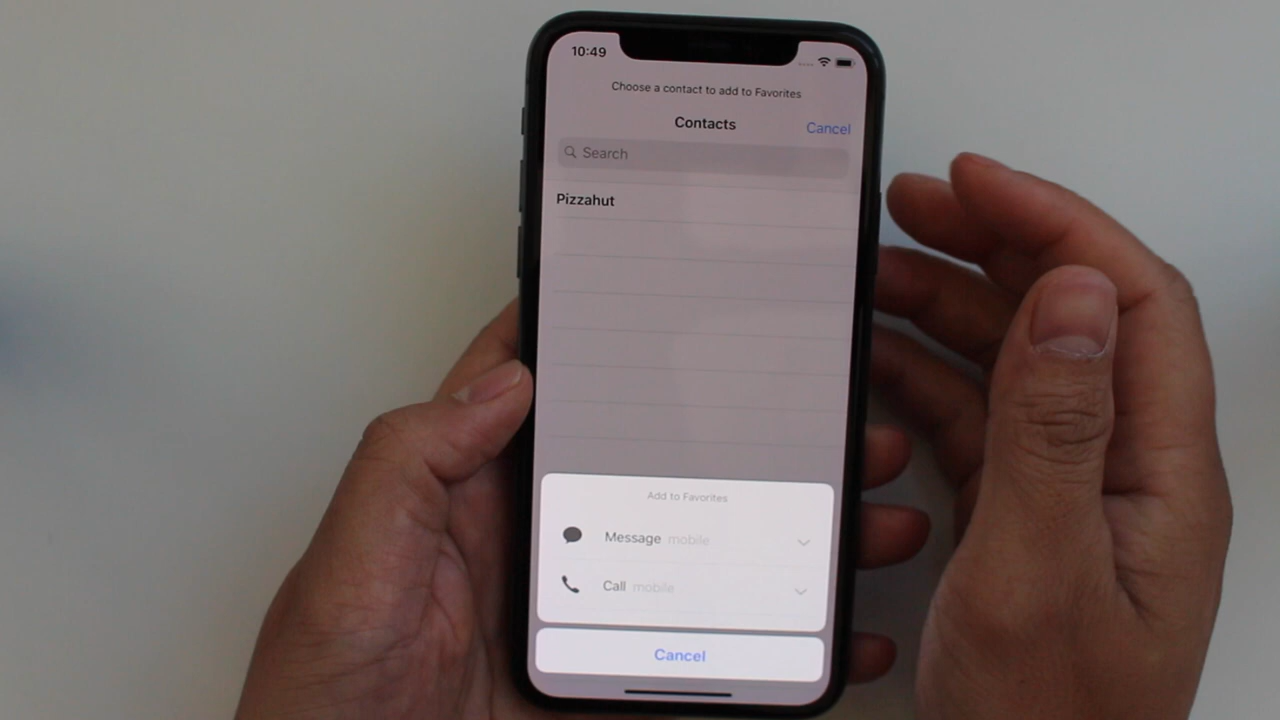 10:49
Choose a contact to add to Favorites
Contacts
Cancel
Search
Pizzahut
Add to Favorites
Message mobile
Call mobile
Cancel